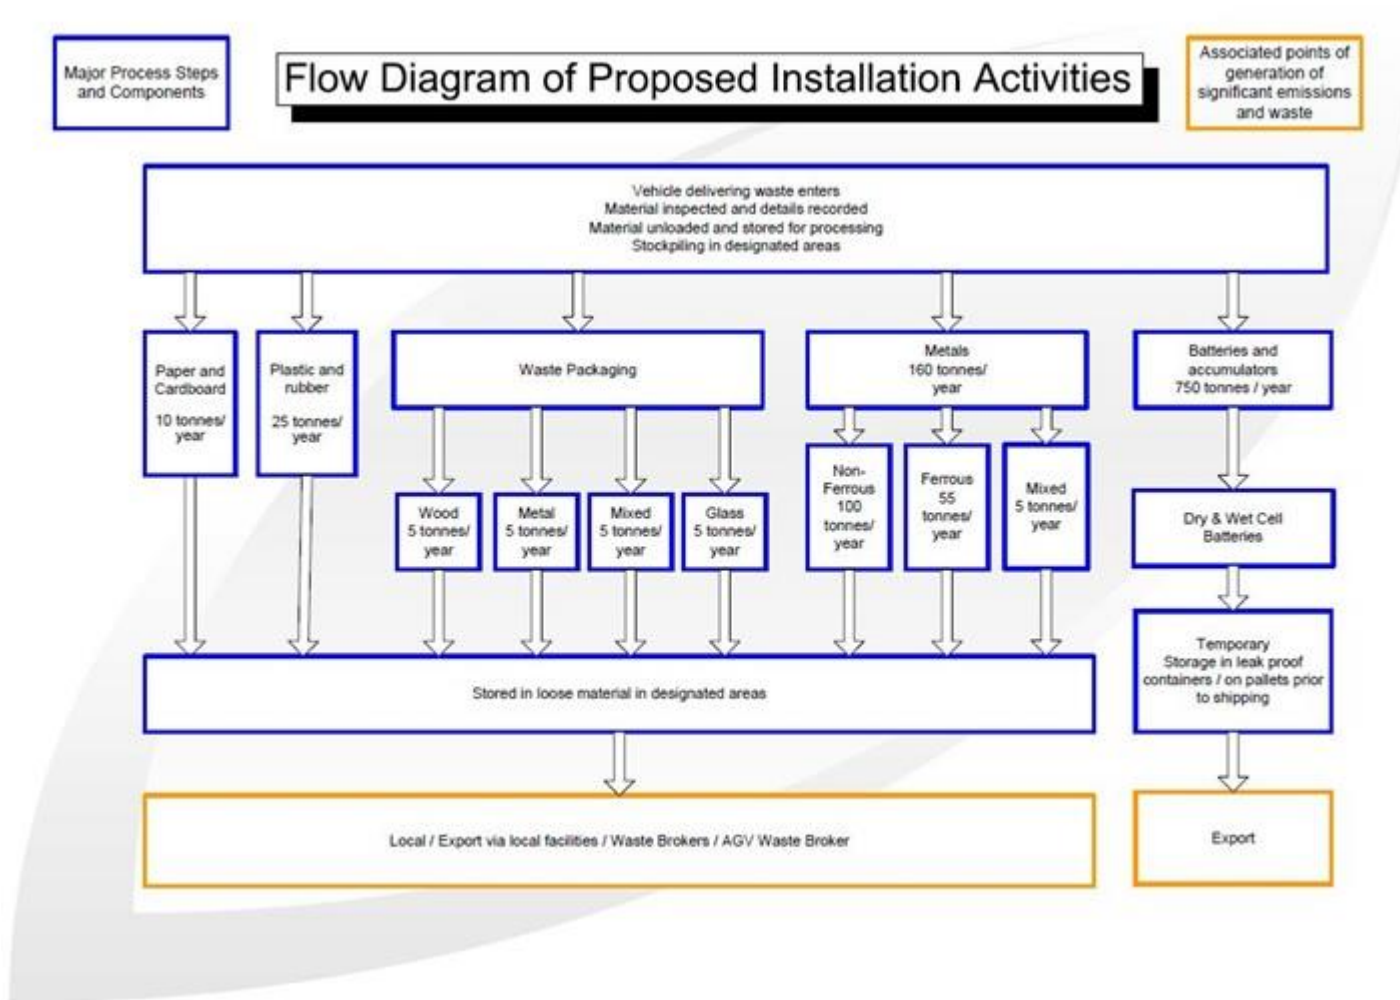 Major Process Steps
and Components
Flow Diagram of Proposed Installation Activities
Associated points of
generation of
significant emissions
and waste
Vehicle delivering waste enters
Material inspected and details recorded
Material unloaded and stored for processing
Stockpiling in designated areas
Paper and
Cardboard
10 tonnes/
year
Plastic and
rubber
25 tonnes/
year
Waste Packaging
Metals
160 tonnes/
year
Batteries and
accumulators
750 tonnes / year
Wood
5 tonnes/
year
Metal
5 tonnes/
year
Mixed
5 tonnes/
year
Glass
5 tonnes/
year
Non-
Ferrous
100
tonnes/
year
Ferrous
55
tonnes/
year
Mixed
5 tonnes/
year
Dry & Wet Cell
Batteries
Temporary
Storage in leak proof
containers / on pallets prior
to shipping
Stored in loose material in designated areas
Local / Export via local facilities / Waste Brokers / AGV Waste Broker
Export